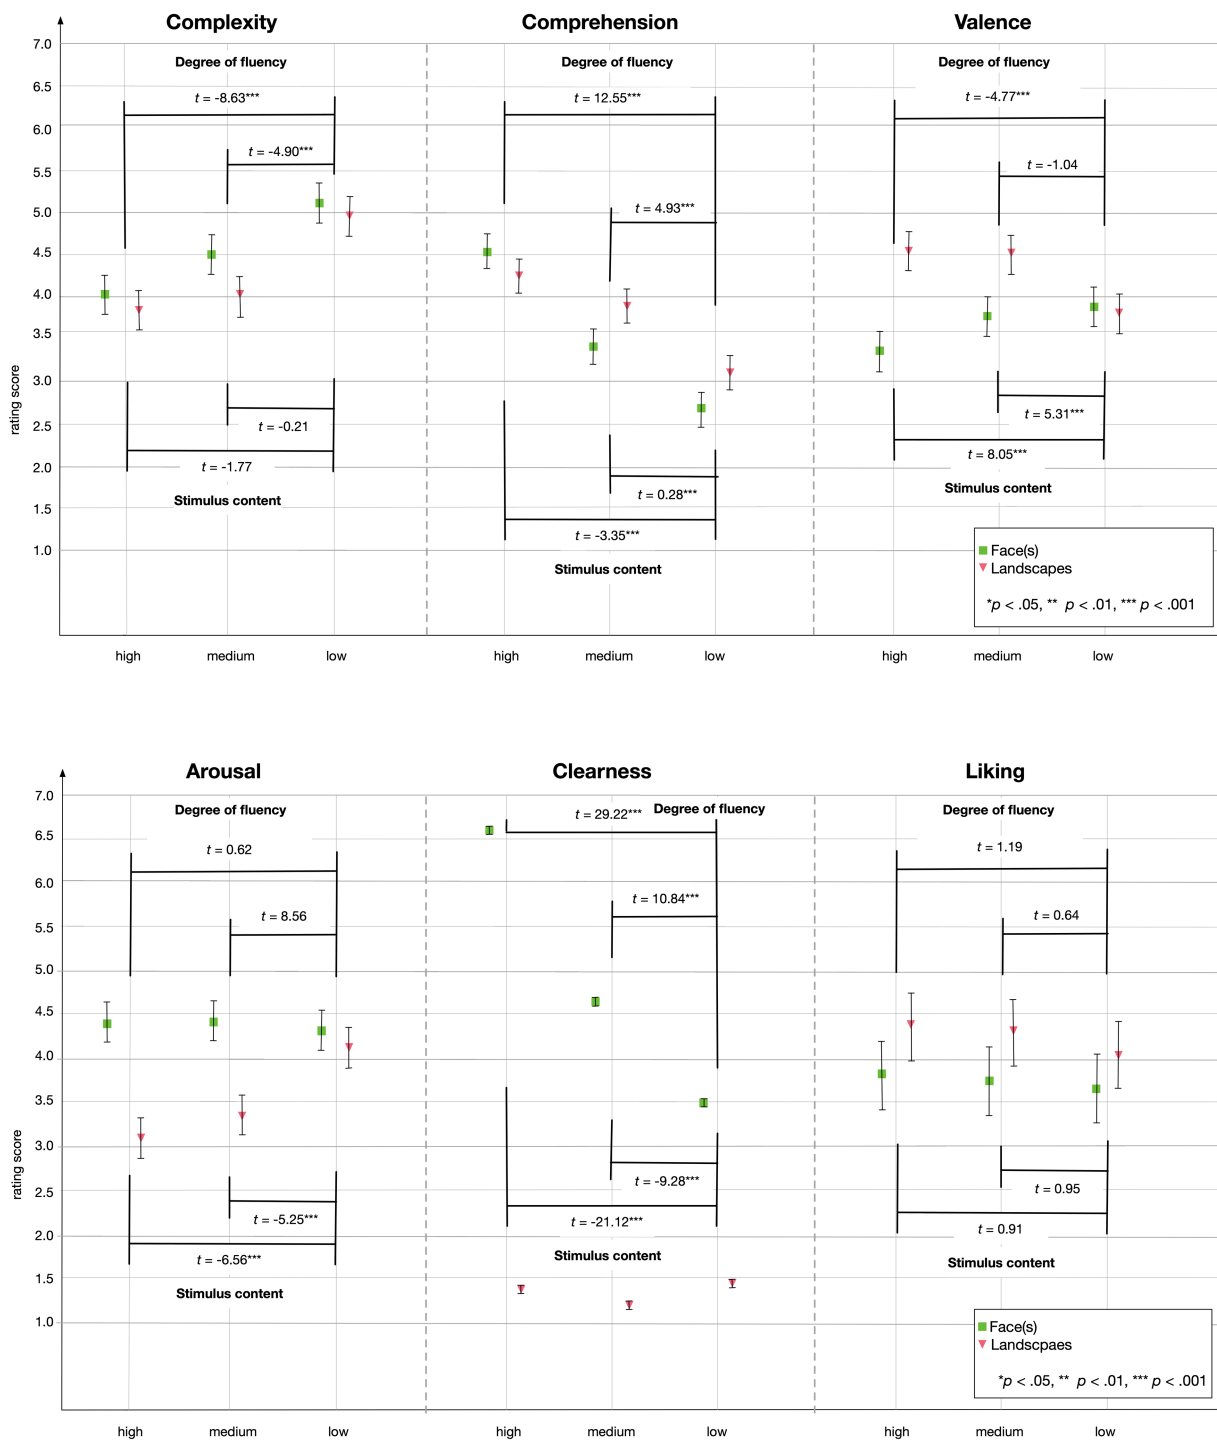 Complexity
Comprehension
Valence
7.0
Degree of fluency
Degree of fluency
Degree of fluency
6.5
t = -8.63***
t = 12.55***
t = -4.77***
6.0
t = -4.90***
t = -1.04
5.5
5.0
t = 4.93***
4.5
4.0
3.5
3.0
rating score
2.5
t = -0.21
t = 5.31***
2.0
t = -1.77
t = 8.05***
Stimulus content
t = 0.28***
Stimulus content
1.5
t = -3.35***
1.0
Stimulus content
Face(s)
Landscapes
*p < .05, ** p < .01, *** p < .001
high
medium
low
high
medium
low
high
medium
low
Arousal
Clearness
Liking
7.0
Degree of fluency
t = 29.22***
Degree of fluency
Degree of fluency
6.5
t = 0.62
t = 1.19
6.0
t = 10.84***
5.5
t = 8.56
t = 0.64
5.0
4.5
4.0
3.5
3.0
rating score
2.5
t = -9.28***
t = 0.95
t = -5.25***
t = -21.12***
t = 0.91
2.0
t = -6.56***
Stimulus content
Stimulus content
1.5
Stimulus content
1.0
Face(s)
Landscpaes
*p < .05, ** p < .01, *** p < .001
high
medium
low
high
medium
low
high
medium
low